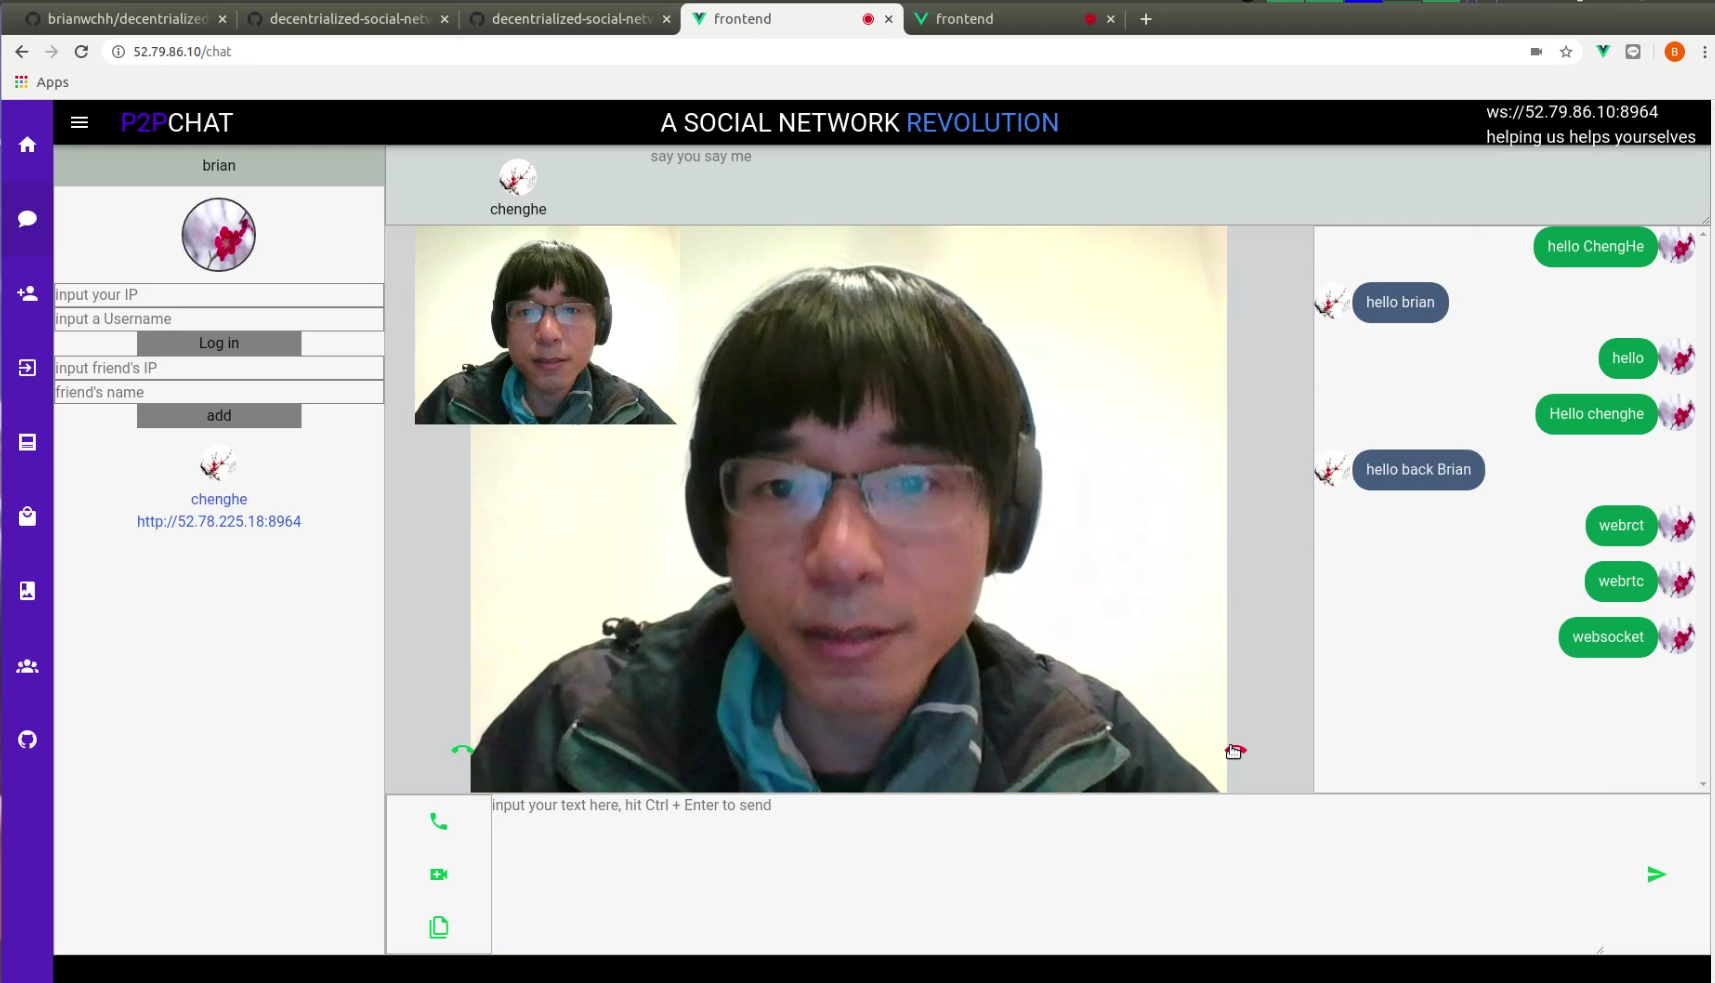 brianwchh/decentralized
decentralized-social-netw
decentralized-social-netw
frontend
frontend
52.79.86.10/chat
B
Apps
P2PCHAT
A SOCIAL NETWORK REVOLUTION
ws://52.79.86.10:8964
helping us helps yourselves
brian
input your IP
input a Username
Log in
input friend's IP
friend's name
add
chenghe
http://52.78.225.18:8964
say you say me
chenghe
hello ChengHe
hello brian
hello
Hello chenghe
hello back Brian
webrct
webrtc
websocket
input your text here, hit Ctrl + Enter to send